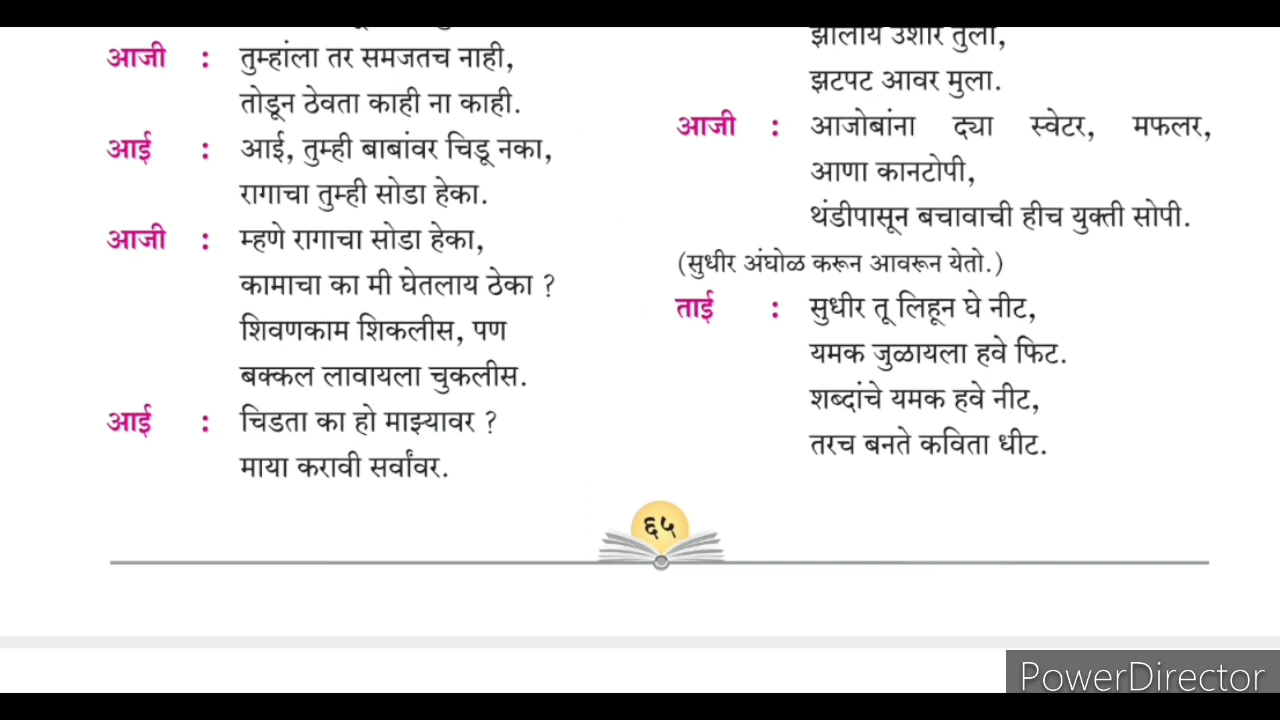 आजी : तुम्हांला तर समजतच नाही,
तोडून ठेवता काही ना काही.
आई : आई, तुम्ही बाबांवर चिडू नका,
रागाचा तुम्ही सोडा हेका.
आजी : म्हणे रागाचा सोडा हेका,
कामाचा का मी घेतलाय ठेका ?
शिवणकाम शिकलीस, पण
बक्कल लावायला चुकलीस.
आई : चिडता का हो माझ्यावर ?
माया करावी सर्वांवर.
झालाय उशीर तुला,
झटपट आवर मुला.
आजी : आजोबांना द्या स्वेटर, मफलर,
आणा कानटोपी,
थंडीपासून बचावाची हीच युक्ती सोपी.
(सुधीर अंघोळ करून आवरून येतो.)
ताई : सुधीर तू लिहून घे नीट,
यमक जुळायला हवे फिट.
शब्दांचे यमक हवे नीट,
तरच बनते कविता धीट.
६५
PowerDirector